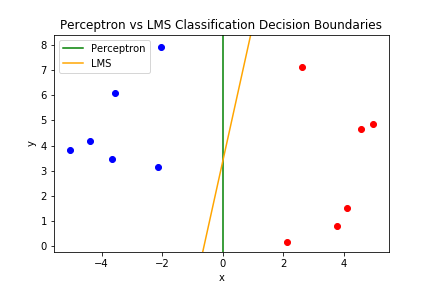 Perceptron vs LMS Classification Decision Boundaries
Perceptron
LMS
8
7
6
5
4
3
2
1
0
y
−4
−2
0
2
4
x